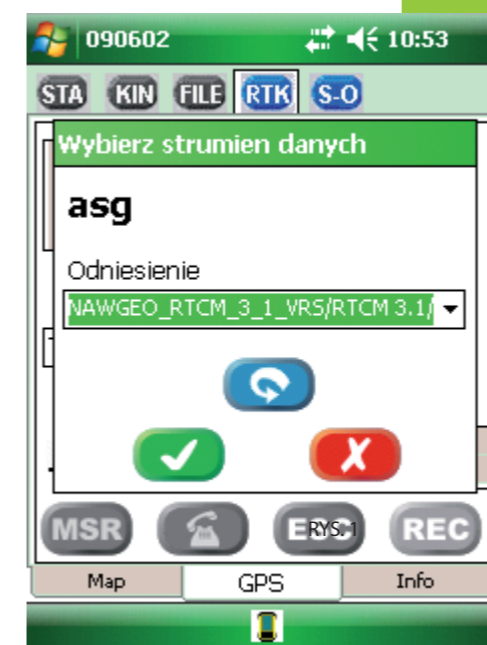 090602 10:53
STA KIN FILE RTK S-O
Wybierz strumien danych
asg
Odniesienie
NAWGEO_RTCM_3_1_VRS/RTCM 3.1/
MSR ESC REC
RYS. 1
Map GPS Info